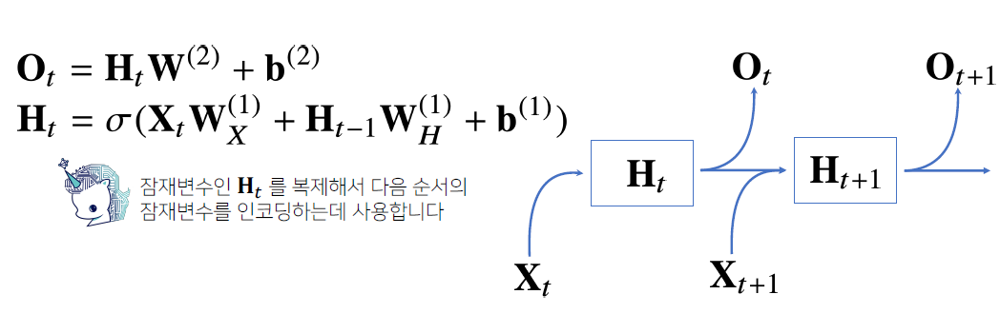 O_t = H_t W^(2) + b^(2)
H_t = σ(X_t W_X^(1) + H_{t−1} W_H^(1) + b^(1))
잠재변수인 H_t 를 복제해서 다음 순서의
잠재변수를 인코딩하는데 사용합니다
O_t
O_{t+1}
H_t
H_{t+1}
X_t
X_{t+1}